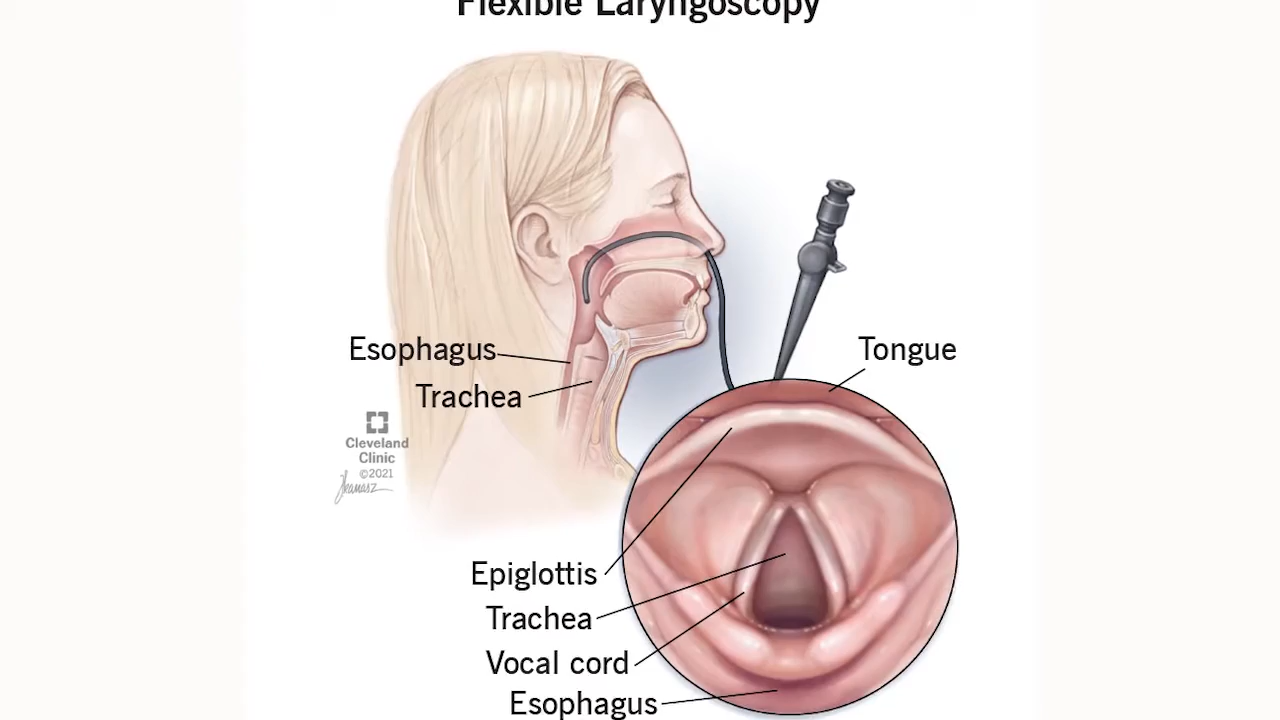 Flexible Laryngoscopy
Esophagus
Trachea
Tongue
Cleveland
Clinic
©2021
Epiglottis
Trachea
Vocal cord
Esophagus